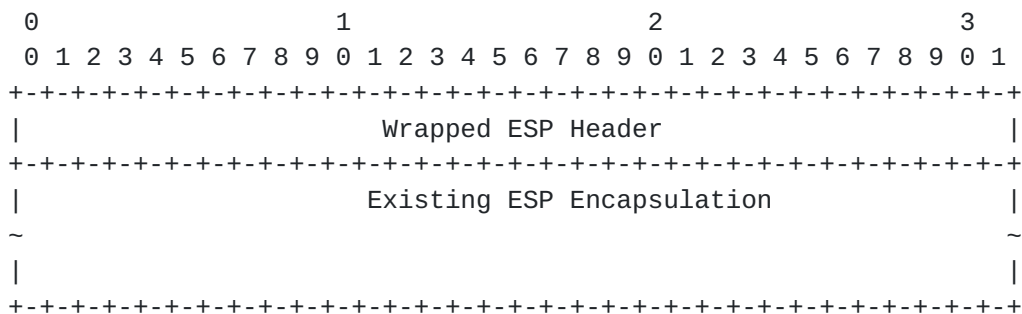 0                   1                   2                   3
 0 1 2 3 4 5 6 7 8 9 0 1 2 3 4 5 6 7 8 9 0 1 2 3 4 5 6 7 8 9 0 1
+-+-+-+-+-+-+-+-+-+-+-+-+-+-+-+-+-+-+-+-+-+-+-+-+-+-+-+-+-+-+-+-+
|                       Wrapped ESP Header                      |
+-+-+-+-+-+-+-+-+-+-+-+-+-+-+-+-+-+-+-+-+-+-+-+-+-+-+-+-+-+-+-+-+
|                      Existing ESP Encapsulation               |
~                                                               ~
|                                                               |
+-+-+-+-+-+-+-+-+-+-+-+-+-+-+-+-+-+-+-+-+-+-+-+-+-+-+-+-+-+-+-+-+